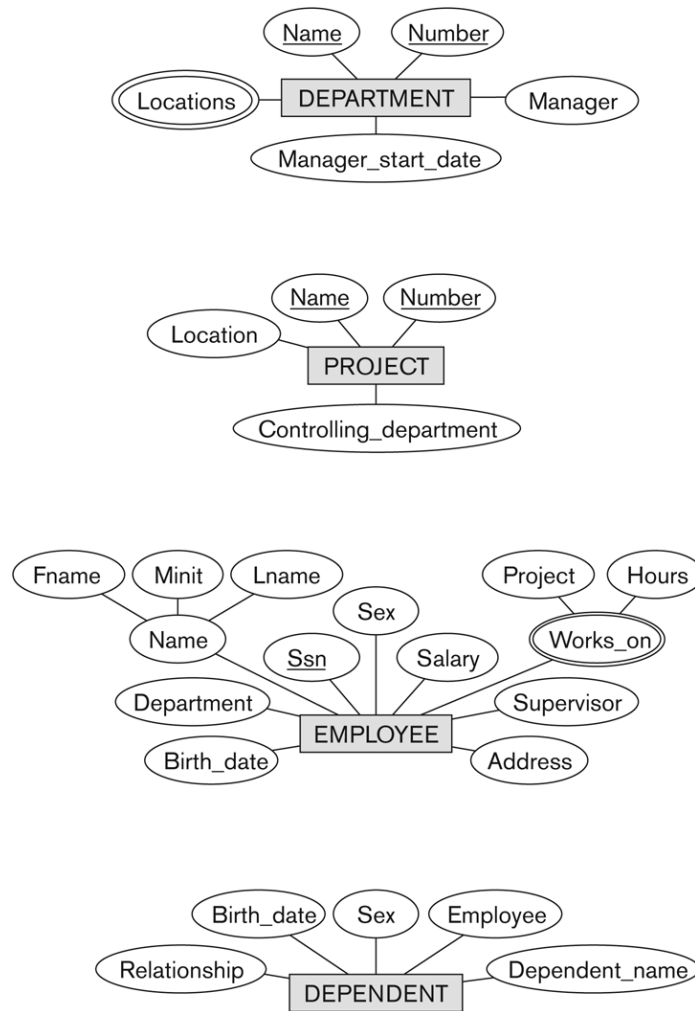 Name Number
Locations DEPARTMENT Manager
Manager_start_date
Name Number
Location
PROJECT
Controlling_department
Fname Minit Lname Project Hours
Sex
Name Works_on
Ssn Salary
Department Supervisor
EMPLOYEE
Birth_date Address
Birth_date Sex Employee
Relationship Dependent_name
DEPENDENT